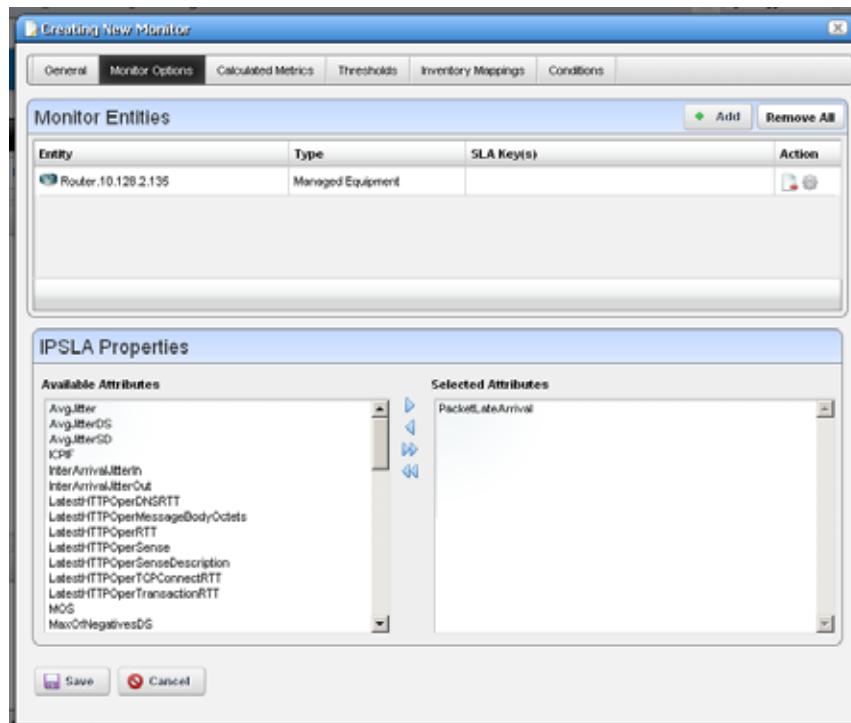 Creating New Monitor
General Monitor Options Calculated Metrics Thresholds Inventory Mappings Conditions
Monitor Entities
Add Remove All
Entity Type SLA Key(s) Action
Router.10.128.2.135 Managed Equipment
IPSLA Properties
Available Attributes
Selected Attributes
AvgJitter
AvgJitterDS
AvgJitterSD
ICPIF
InterArrivalJitterIn
InterArrivalJitterOut
LatestHTTPOperDNSRTT
LatestHTTPOperMessageBodyOctets
LatestHTTPOperRTT
LatestHTTPOperSense
LatestHTTPOperSenseDescription
LatestHTTPOperTCPConnectRTT
LatestHTTPOperTransactionRTT
MOS
MaxOfNegativesDS
PacketLateArrival
Save Cancel